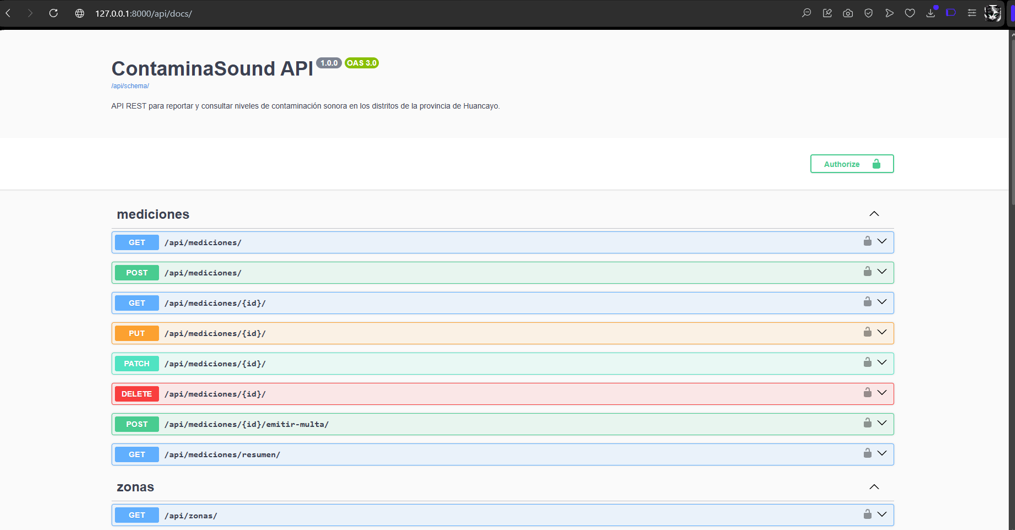 127.0.0.1:8000/api/docs/
ContaminaSound API 1.0.0 OAS 3.0
/api/schema/
API REST para reportar y consultar niveles de contaminación sonora en los distritos de la provincia de Huancayo.
Authorize
mediciones
GET /api/mediciones/
POST /api/mediciones/
GET /api/mediciones/{id}/
PUT /api/mediciones/{id}/
PATCH /api/mediciones/{id}/
DELETE /api/mediciones/{id}/
POST /api/mediciones/{id}/emitir-multa/
GET /api/mediciones/resumen/
zonas
GET /api/zonas/